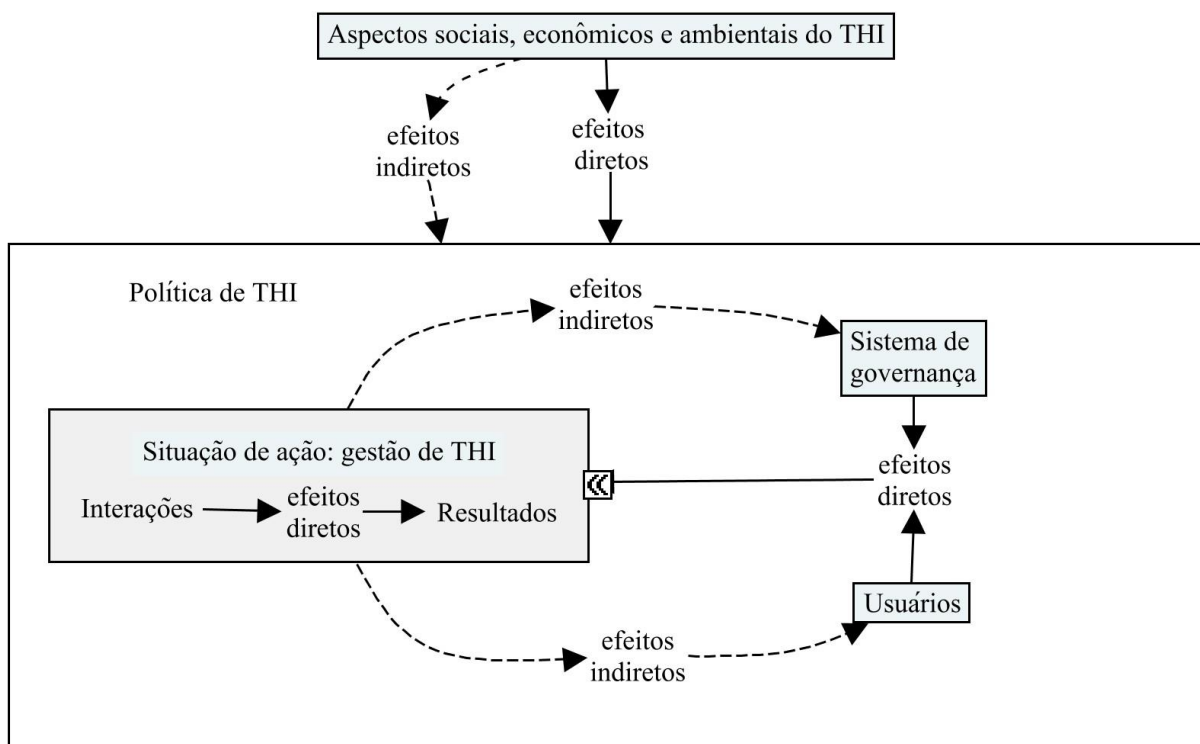 Aspectos sociais, econômicos e ambientais do THI
efeitos
indiretos
efeitos
diretos
Política de THI
efeitos
indiretos
Sistema de
governança
Situação de ação: gestão de THI
Interações
efeitos
diretos
Resultados
efeitos
diretos
Usuários
efeitos
indiretos